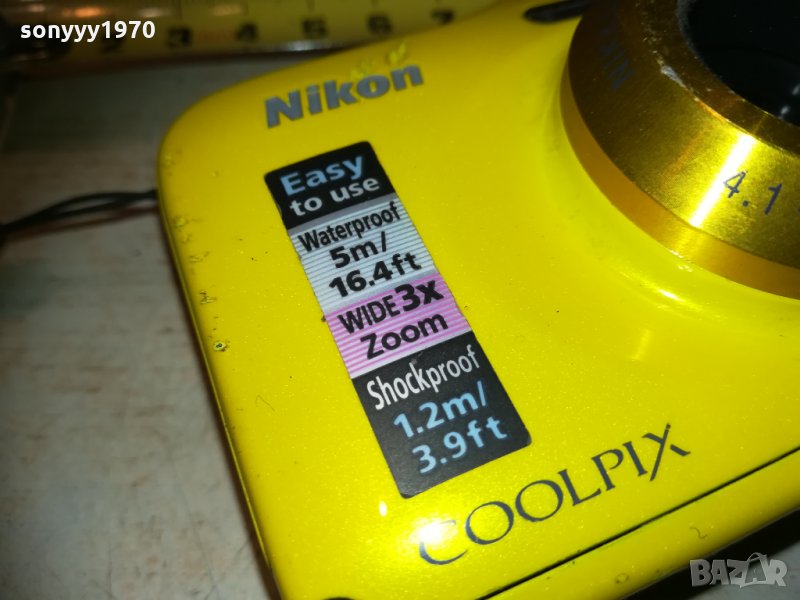 sonyyy1970
Nikon
Easy
to use
Waterproof
5m/
16.4ft
WIDE 3x
Zoom
Shockproof
1.2m/
3.9ft
COOLPIX
4.1
BAZAR